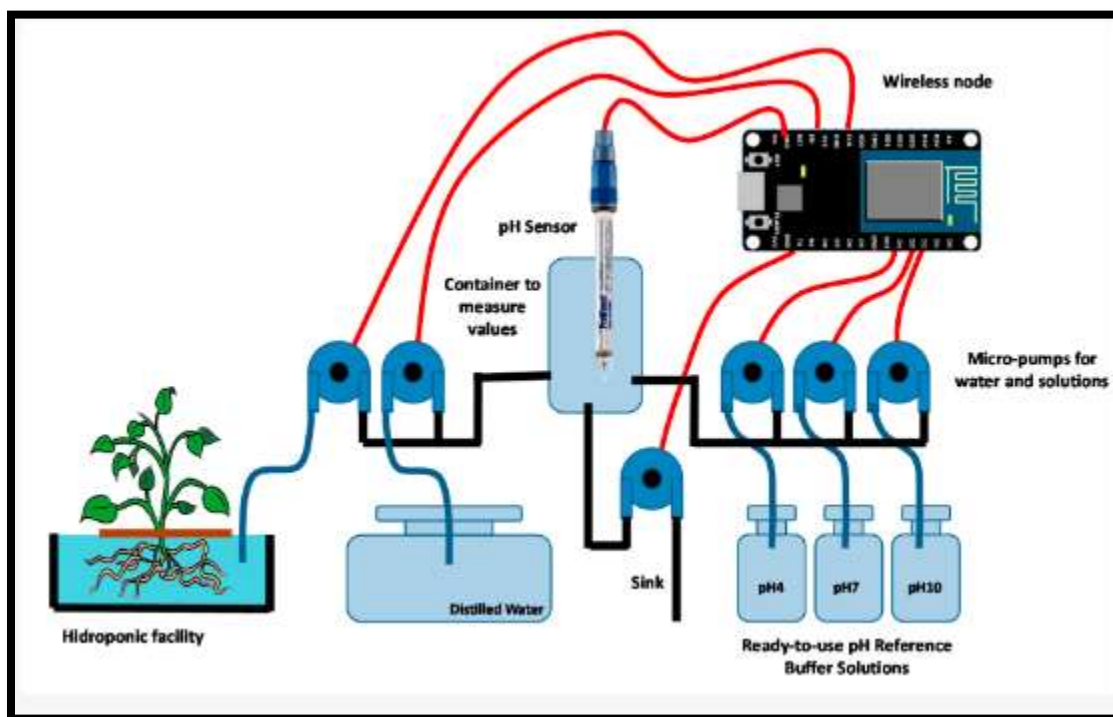 Wireless node
pH Sensor
Container to
measure
values
Micro-pumps for
water and solutions
Sink
Distilled Water
pH4
pH7
pH10
Hidroponic facility
Ready-to-use pH Reference
Buffer Solutions